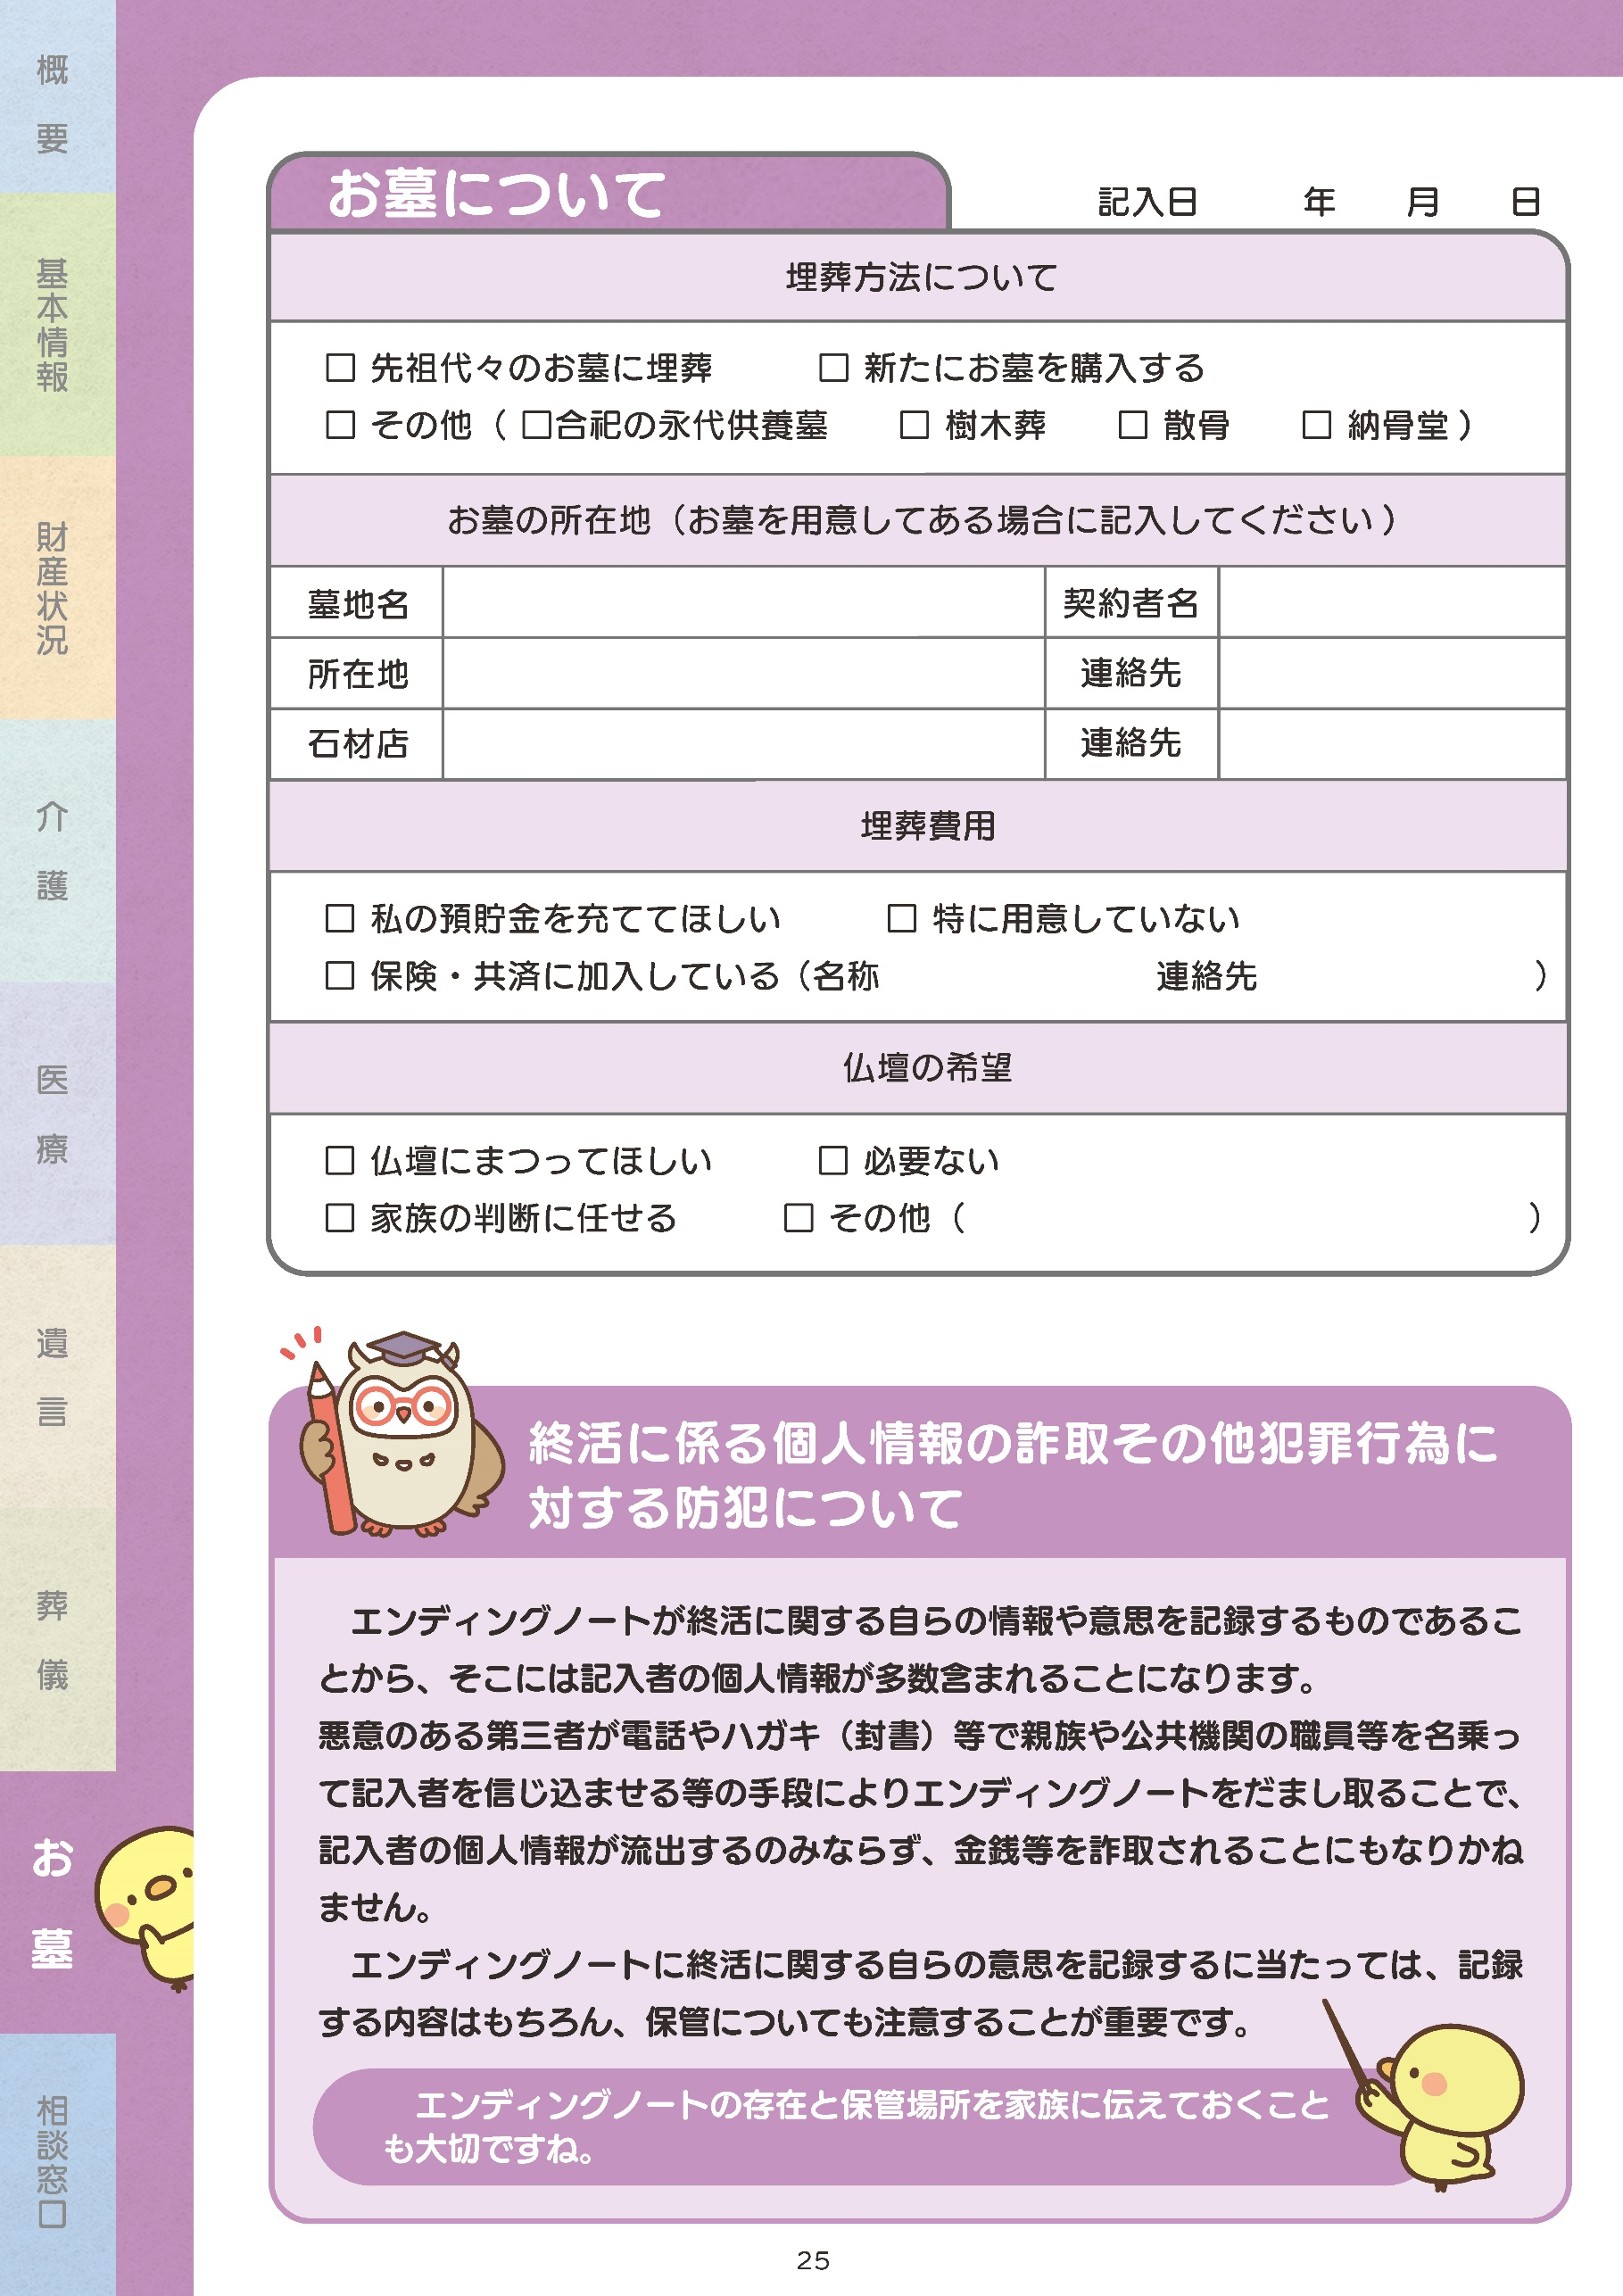 概要
基本情報
財産状況
介護
医療
遺言
葬儀
お墓
相談窓口
お墓について
記入日 年 月 日
埋葬方法について
□ 先祖代々のお墓に埋葬 □ 新たにお墓を購入する
□ その他（ □合祀の永代供養墓 □ 樹木葬 □ 散骨 □ 納骨堂 ）
お墓の所在地（お墓を用意してある場合に記入してください ）
墓地名 契約者名
所在地 連絡先
石材店 連絡先
埋葬費用
□ 私の預貯金を充ててほしい □ 特に用意していない
□ 保険・共済に加入している（名称 連絡先 ）
仏壇の希望
□ 仏壇にまつってほしい □ 必要ない
□ 家族の判断に任せる □ その他（ ）
終活に係る個人情報の詐取その他犯罪行為に
対する防犯について
エンディングノートが終活に関する自らの情報や意思を記録するものであるこ
とから、そこには記入者の個人情報が多数含まれることになります。
悪意のある第三者が電話やハガキ（封書）等で親族や公共機関の職員等を名乗っ
て記入者を信じ込ませる等の手段によりエンディングノートをだまし取ることで、
記入者の個人情報が流出するのみならず、金銭等を詐取されることにもなりかね
ません。
エンディングノートに終活に関する自らの意思を記録するに当たっては、記録
する内容はもちろん、保管についても注意することが重要です。
エンディングノートの存在と保管場所を家族に伝えておくこと
も大切ですね。
25